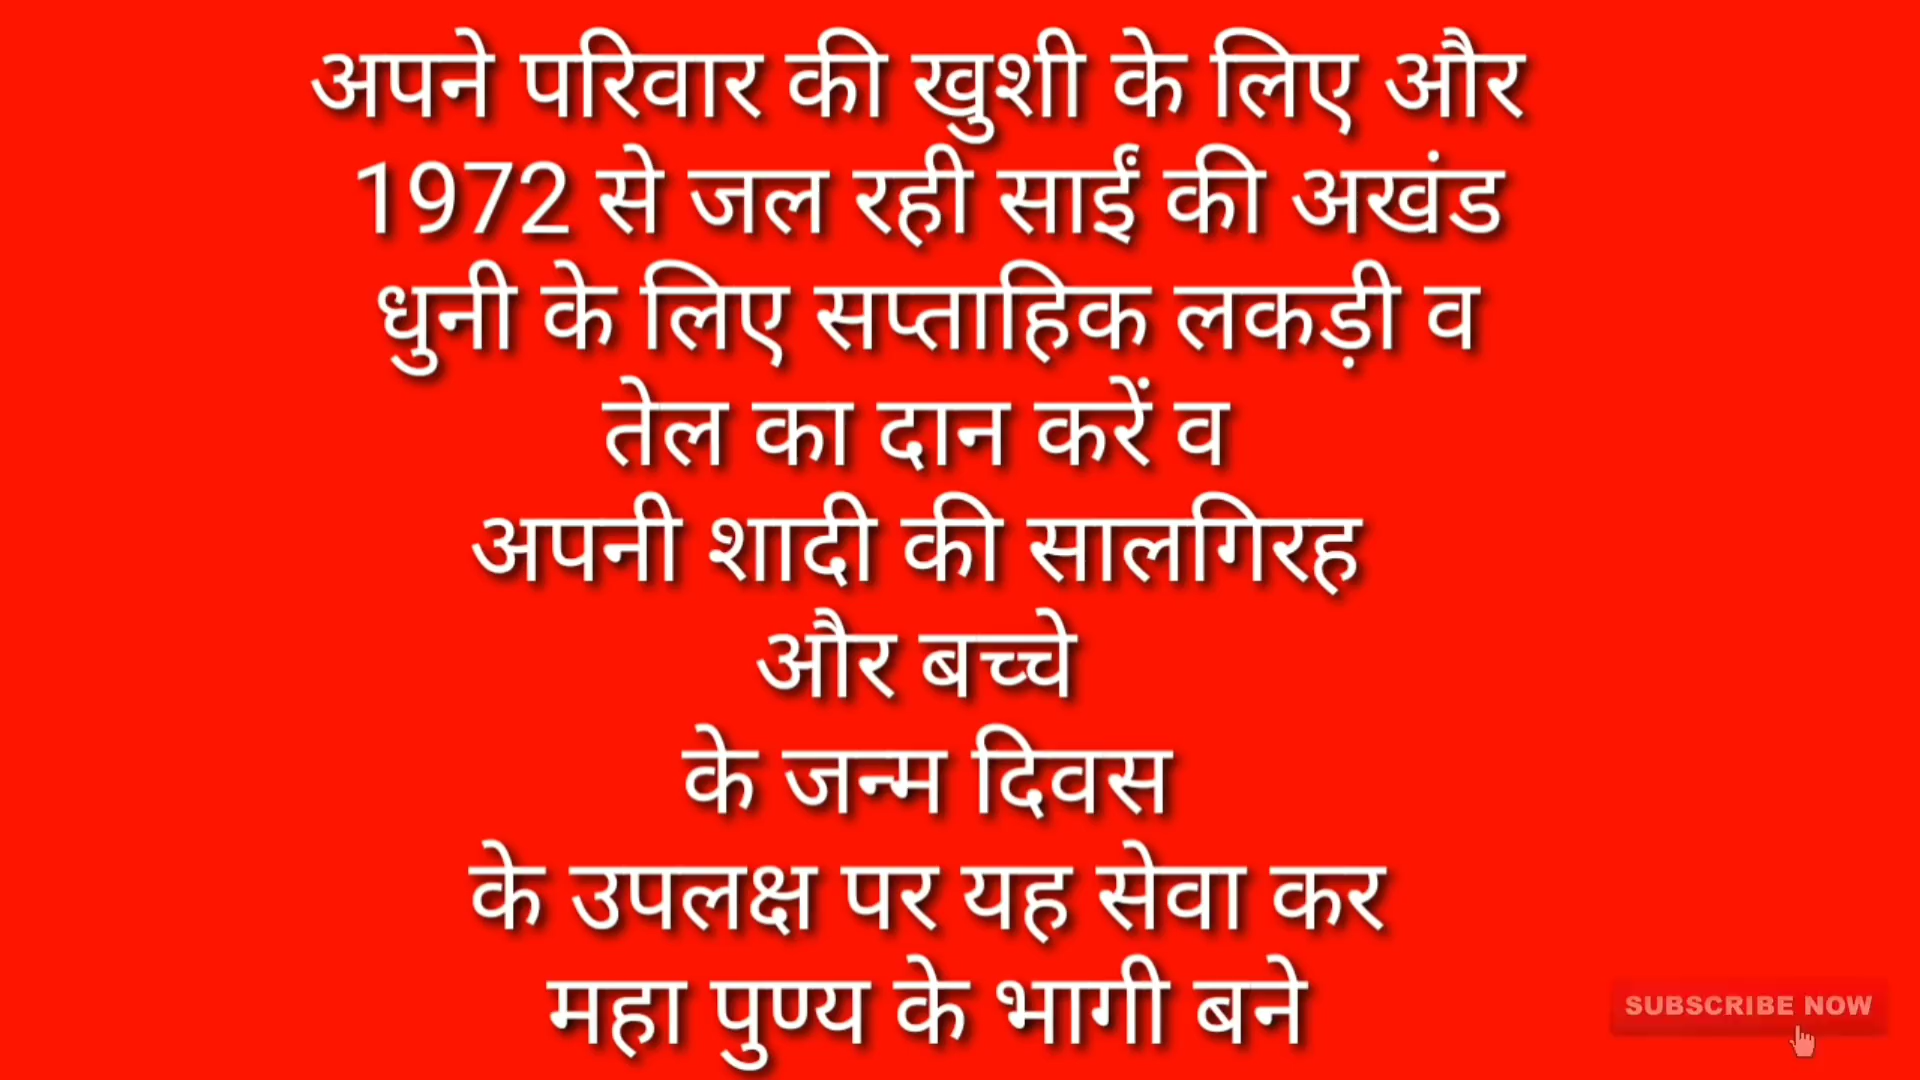 अपने परिवार की खुशी के लिए और
1972 से जल रही साईं की अखंड
धुनी के लिए सप्ताहिक लकड़ी व
तेल का दान करें व
अपनी शादी की सालगिरह
और बच्चे
के जन्म दिवस
के उपलक्ष पर यह सेवा कर
महा पुण्य के भागी बने
SUBSCRIBE NOW